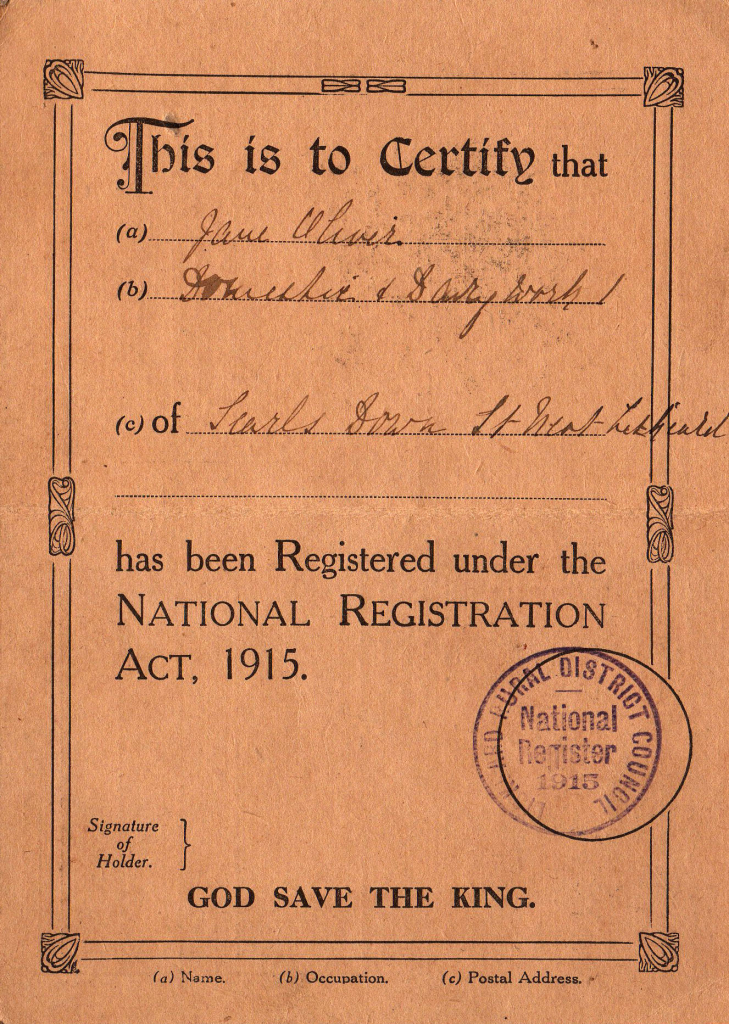 This is to Certify that
(a) Jane Oliver
(b) Domestic & Dairy Work 1
(c) of Searls Down St Neot Liskeard
has been Registered under the
NATIONAL REGISTRATION
ACT, 1915.
RURAL DISTRICT COUNCIL
National
Register
1915
Signature
of
Holder.
GOD SAVE THE KING.
(a) Name. (b) Occupation. (c) Postal Address.